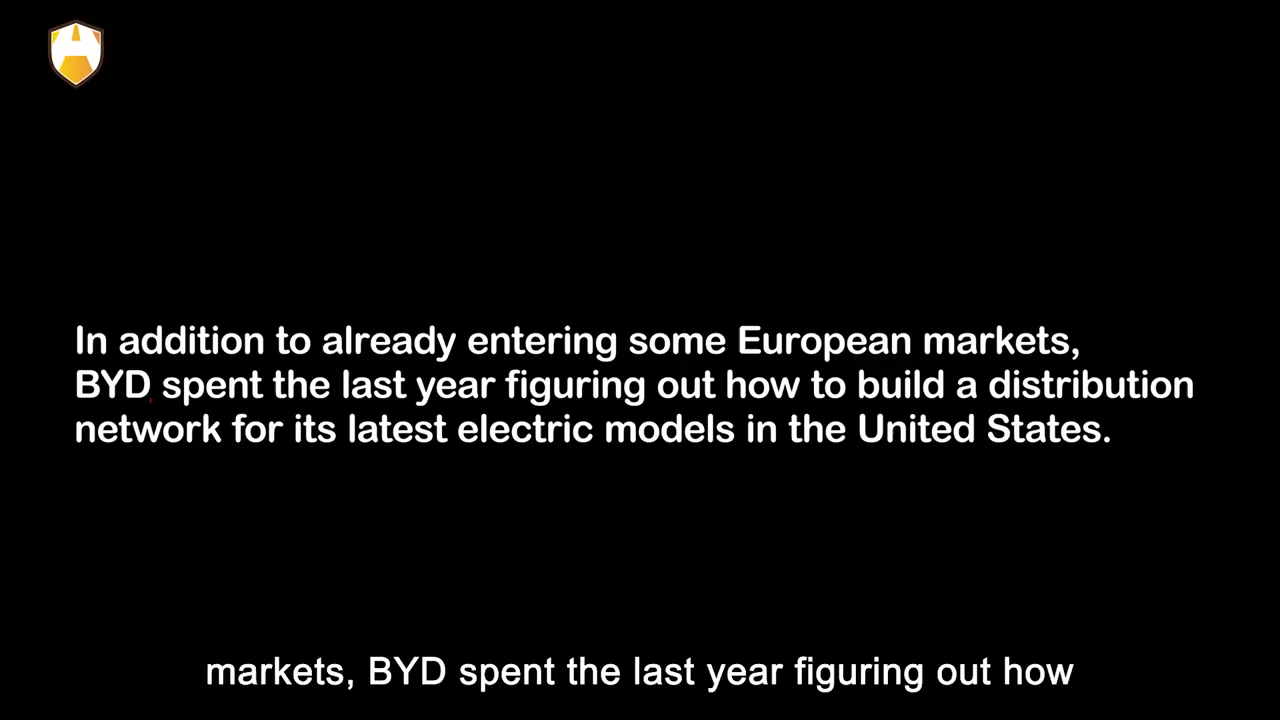 In addition to already entering some European markets,
BYD spent the last year figuring out how to build a distribution
network for its latest electric models in the United States.
markets, BYD spent the last year figuring out how